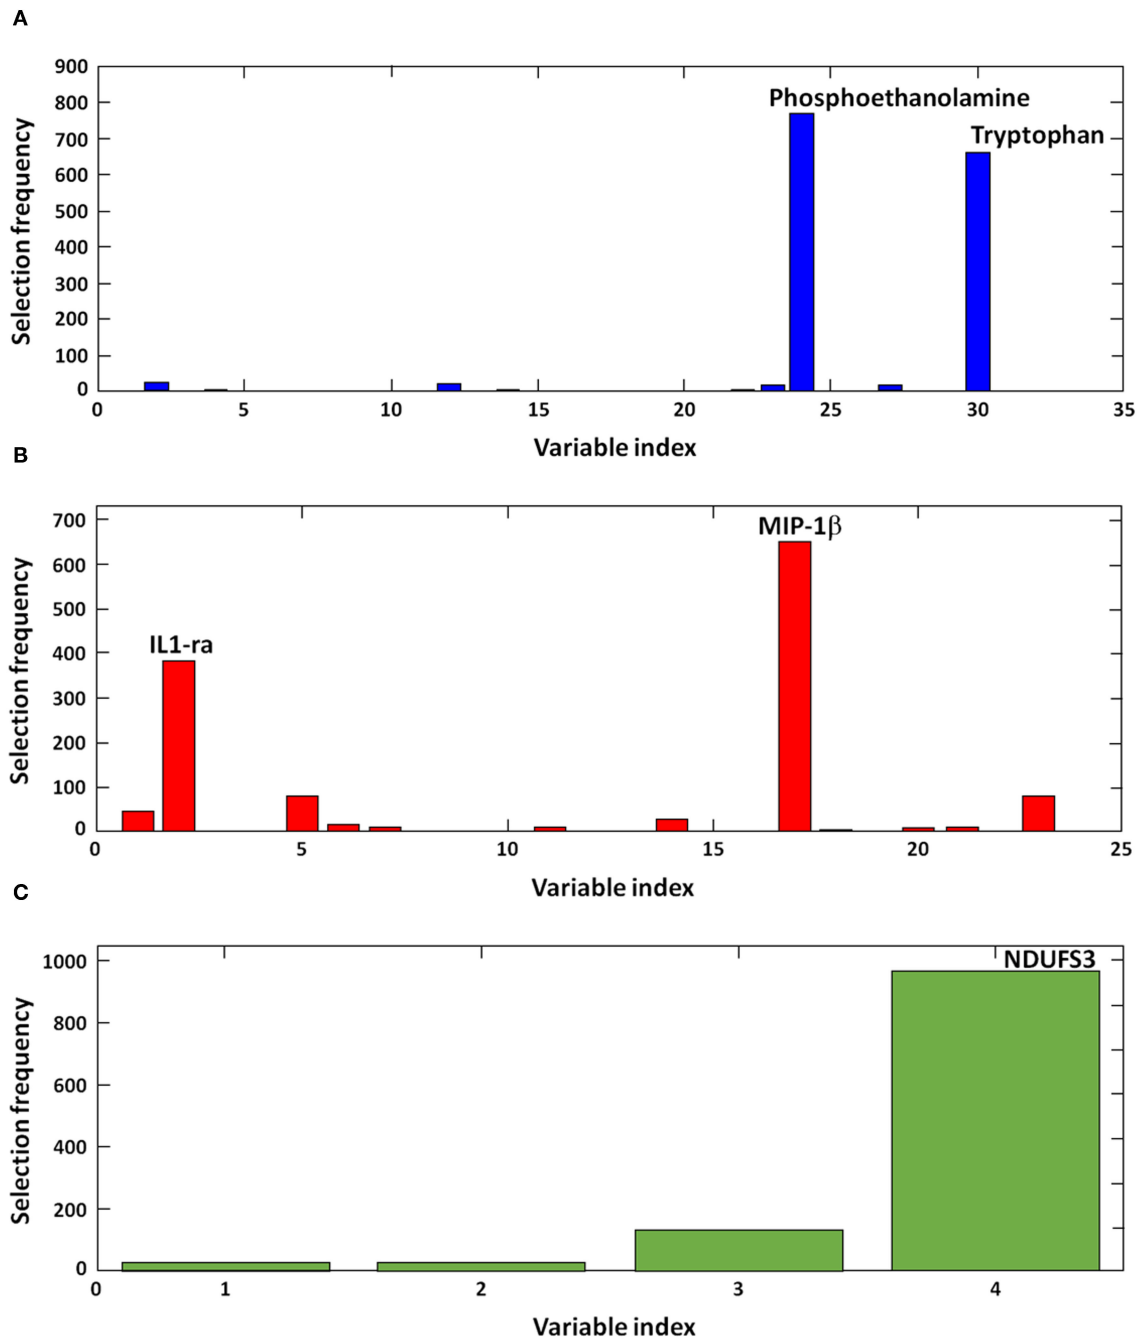 A
900
800
700
600
500
400
300
200
100
0
Selection frequency
Phosphoethanolamine
Tryptophan
0 5 10 15 20 25 30 35
Variable index
B
700
600
500
400
300
200
100
0
Selection frequency
IL1-ra
MIP-1β
0 5 10 15 20 25
Variable index
C
1000
800
600
400
200
0
Selection frequency
NDUFS3
0 1 2 3 4
Variable index